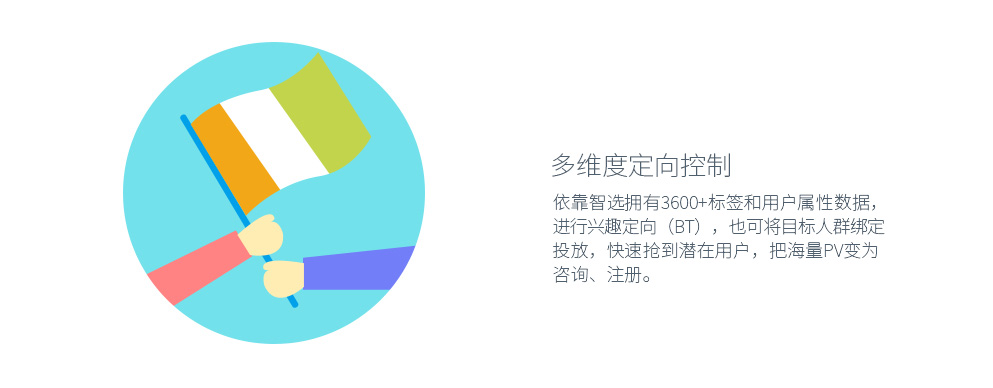 多维度定向控制
依靠智选拥有3600+标签和用户属性数据，
进行兴趣定向（BT），也可将目标人群绑定
投放，快速抢到潜在用户，把海量PV变为
咨询、注册。